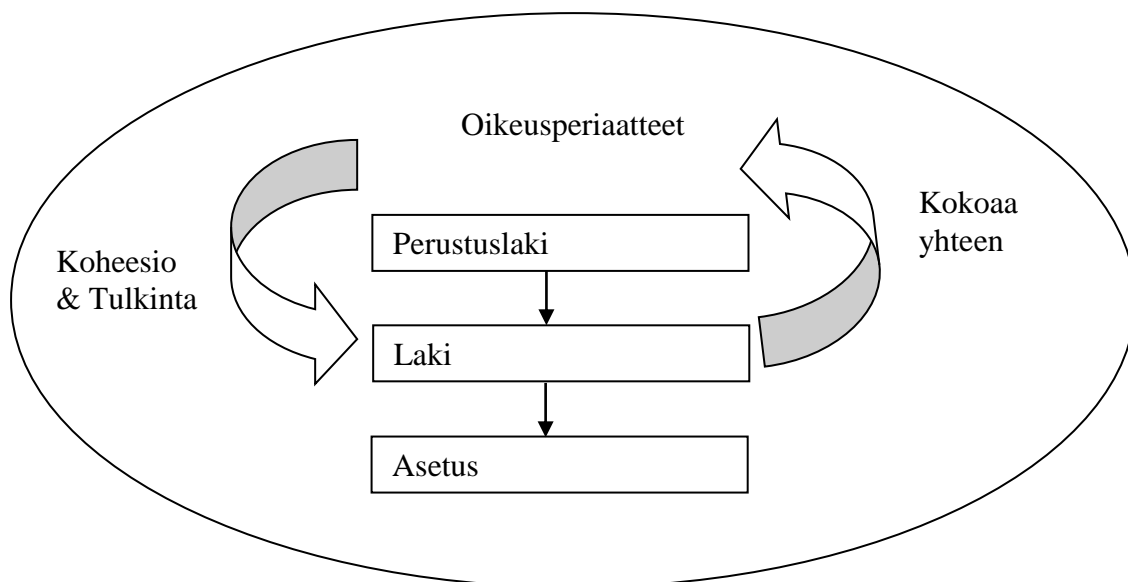 Oikeusperiaatteet
Kokoaa
yhteen
Perustuslaki
Koheesio
& Tulkinta
Laki
Asetus